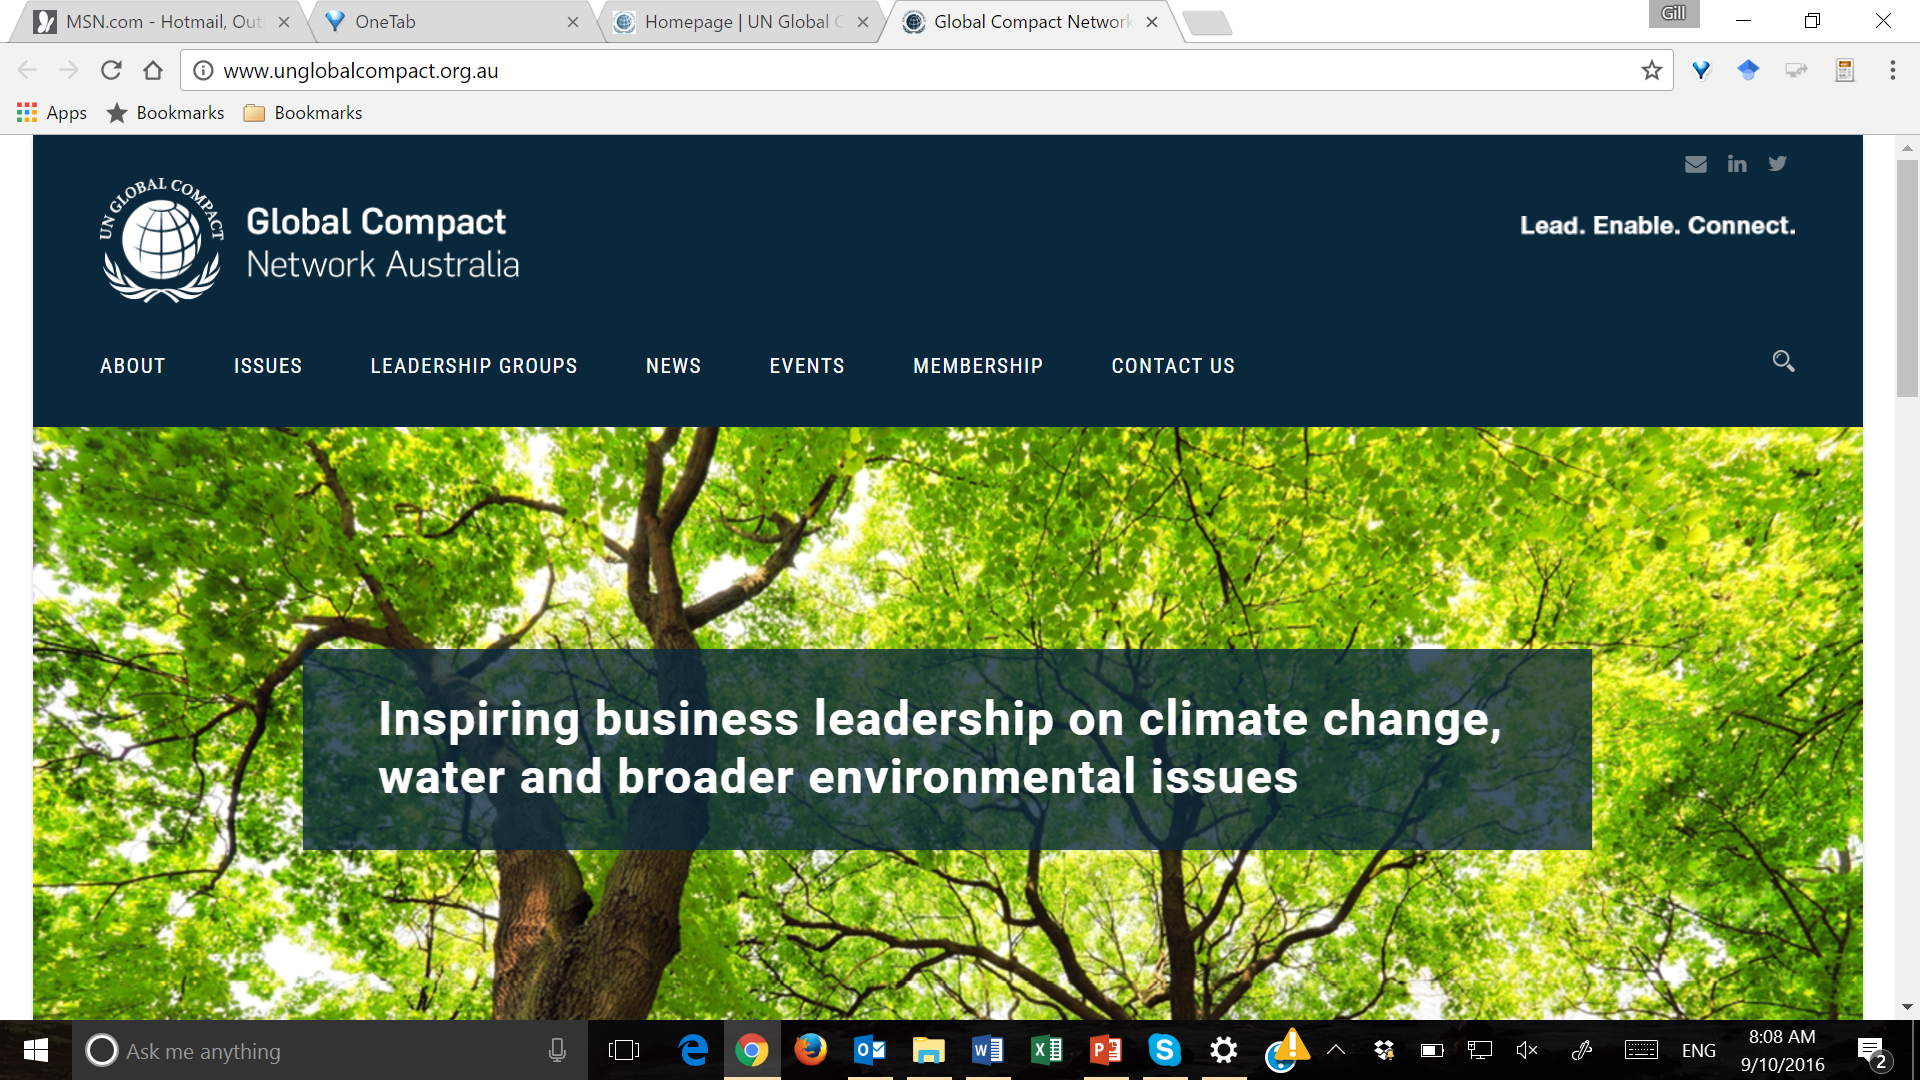 MSN.com - Hotmail, Out
OneTab
Homepage | UN Global C
Global Compact Network
Gill
www.unglobalcompact.org.au
Apps
Bookmarks
Bookmarks
UN GLOBAL COMPACT
Global Compact
Network Australia
Lead. Enable. Connect.
ABOUT
ISSUES
LEADERSHIP GROUPS
NEWS
EVENTS
MEMBERSHIP
CONTACT US
Inspiring business leadership on climate change,
water and broader environmental issues
Ask me anything
ENG
8:08 AM
9/10/2016
2